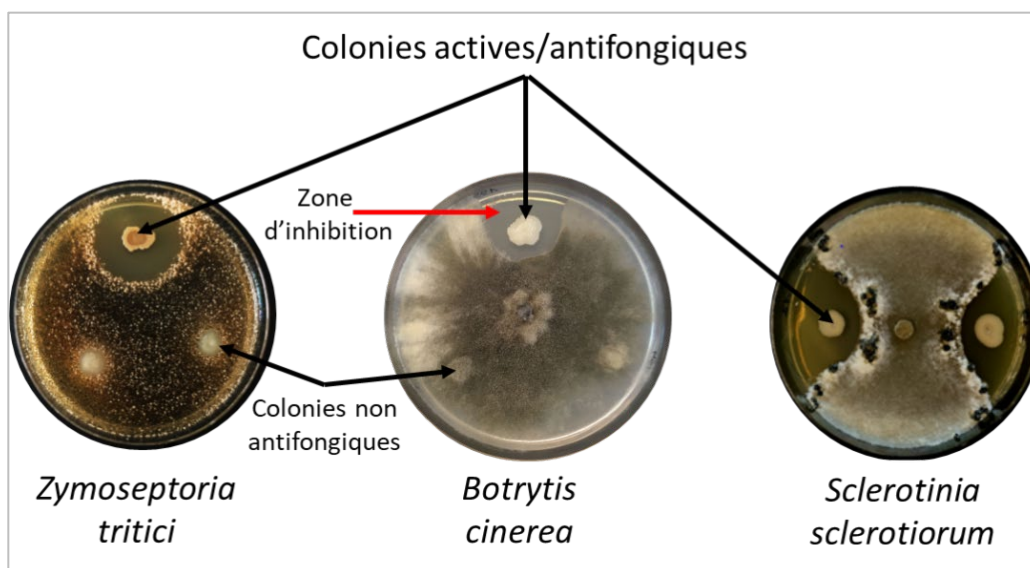 Colonies actives/antifongiques
Zone
d’inhibition
Colonies non
antifongiques
Zymoseptoria
tritici
Botrytis
cinerea
Sclerotinia
sclerotiorum